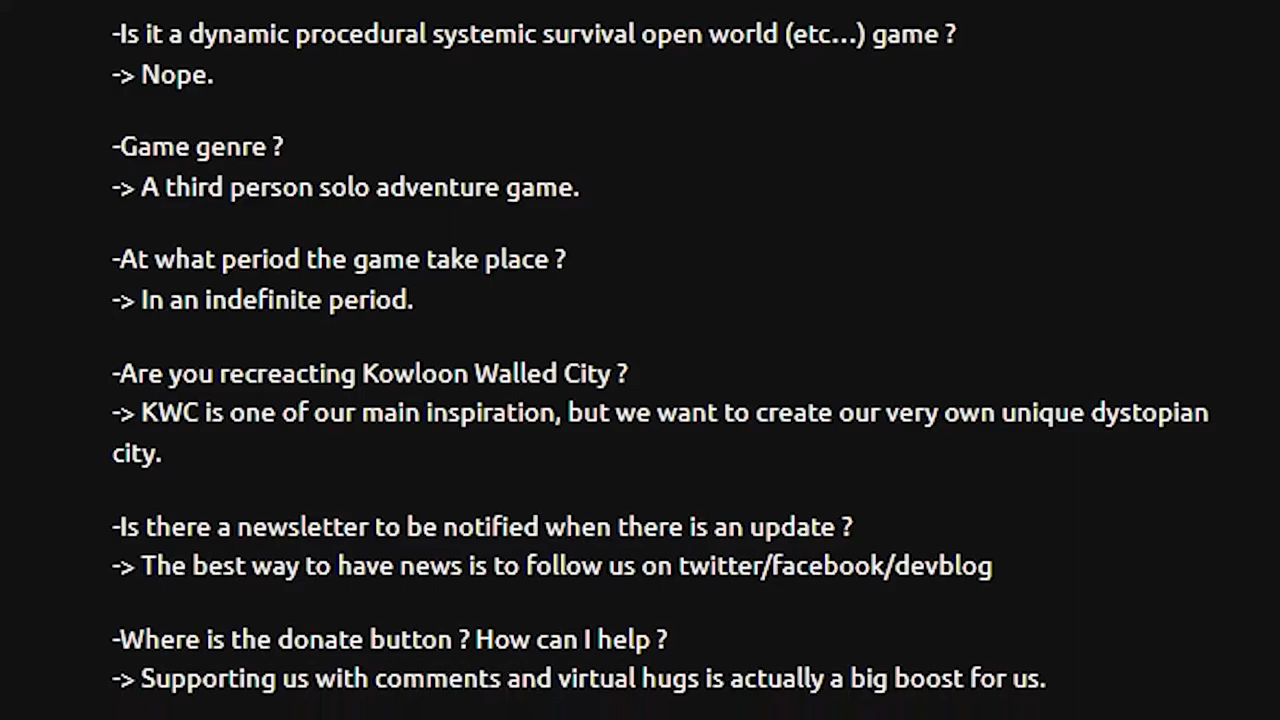 -Is it a dynamic procedural systemic survival open world (etc...) game ?
-> Nope.
-Game genre ?
-> A third person solo adventure game.
-At what period the game take place ?
-> In an indefinite period.
-Are you recreacting Kowloon Walled City ?
-> KWC is one of our main inspiration, but we want to create our very own unique dystopian
city.
-Is there a newsletter to be notified when there is an update ?
-> The best way to have news is to follow us on twitter/facebook/devblog
-Where is the donate button ? How can I help ?
-> Supporting us with comments and virtual hugs is actually a big boost for us.